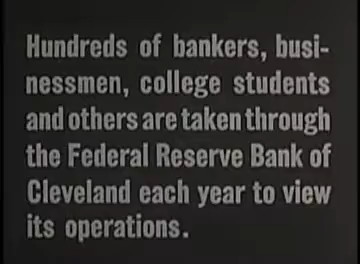 Hundreds of bankers, busi-
nessmen, college students
and others are taken through
the Federal Reserve Bank of
Cleveland each year to view
its operations.